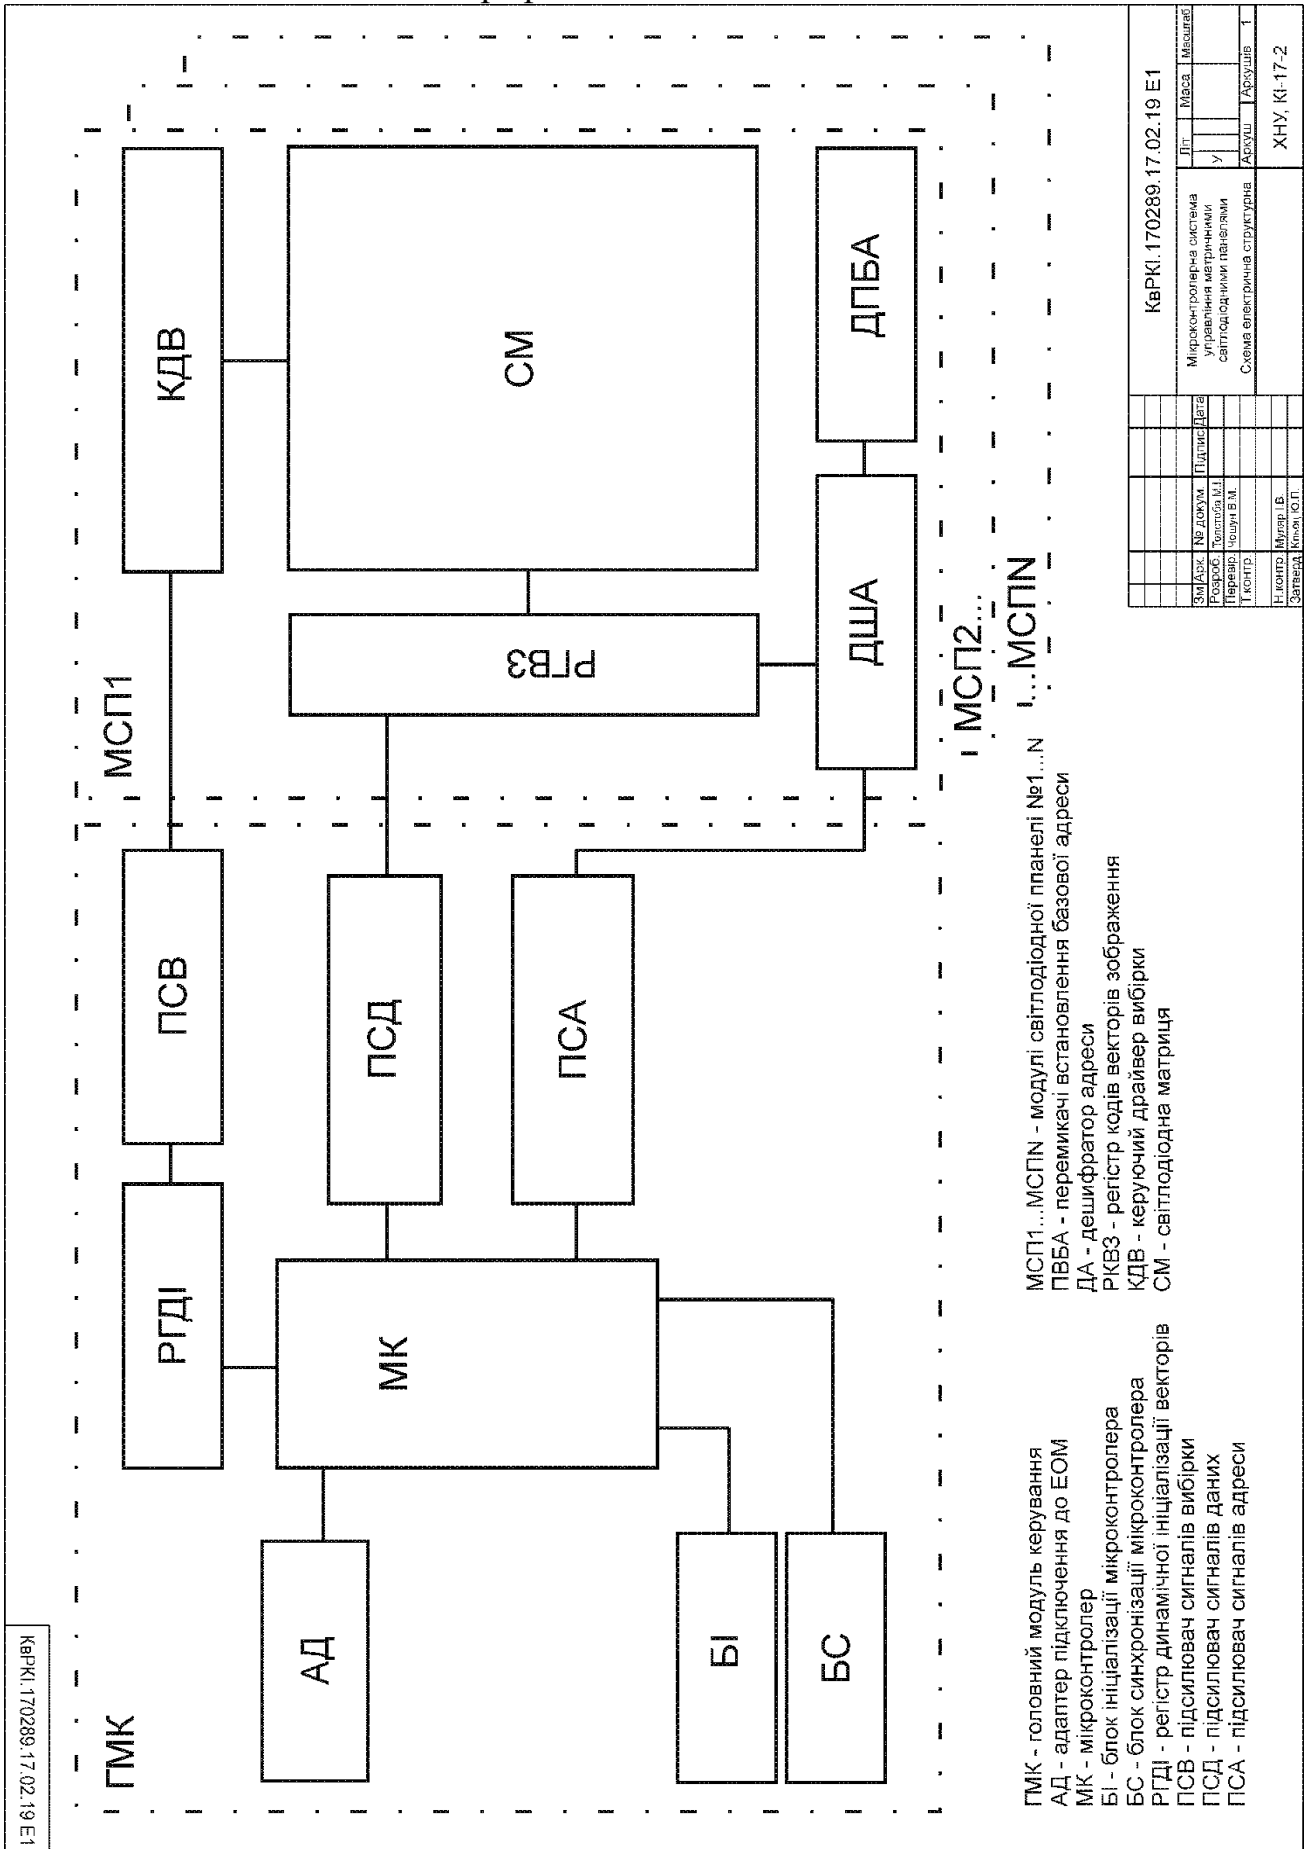 КвРКІ.170289.17.02.19 Е1
ГМК
АД
БІ
БС
МК
РГДІ
ПСВ
ПСД
ПСА
МСП1
КДВ
СМ
РГВЗ
ДША
ДПБА
МСП2...
...МСПN
ГМК - головний модуль керування
АД - адаптер підключення до ЕОМ
МК - мікроконтролер
БІ - блок ініціалізації мікроконтролера
БС - блок синхронізації мікроконтролера
РГДІ - регістр динамічної ініціалізації векторів
ПСВ - підсилювач сигналів вибірки
ПСД - підсилювач сигналів даних
ПСА - підсилювач сигналів адреси
МСП1...МСПN - модулі світлодіодної ппанелі №1...N
ПВБА - перемикачі встановлення базової адреси
ДА - дешифратор адреси
РКВЗ - регістр кодів векторів зображення
КДВ - керуючий драйвер вибірки
СМ - світлодіодна матриця
КвРКІ.170289.17.02.19 Е1
Зм Арк. № докум. Підпис Дата
Розроб.
Перевір. Чошун В.М.
Т.контр.
Н.контр. Муляр І.В.
Затверд. Кльоц Ю.П.
Мікроконтролерна система
управління матричними
світлодіодними панелями
Схема електрична структурна
Літ Маса Масштаб
У
Аркуш Аркушів 1
ХНУ, КІ-17-2